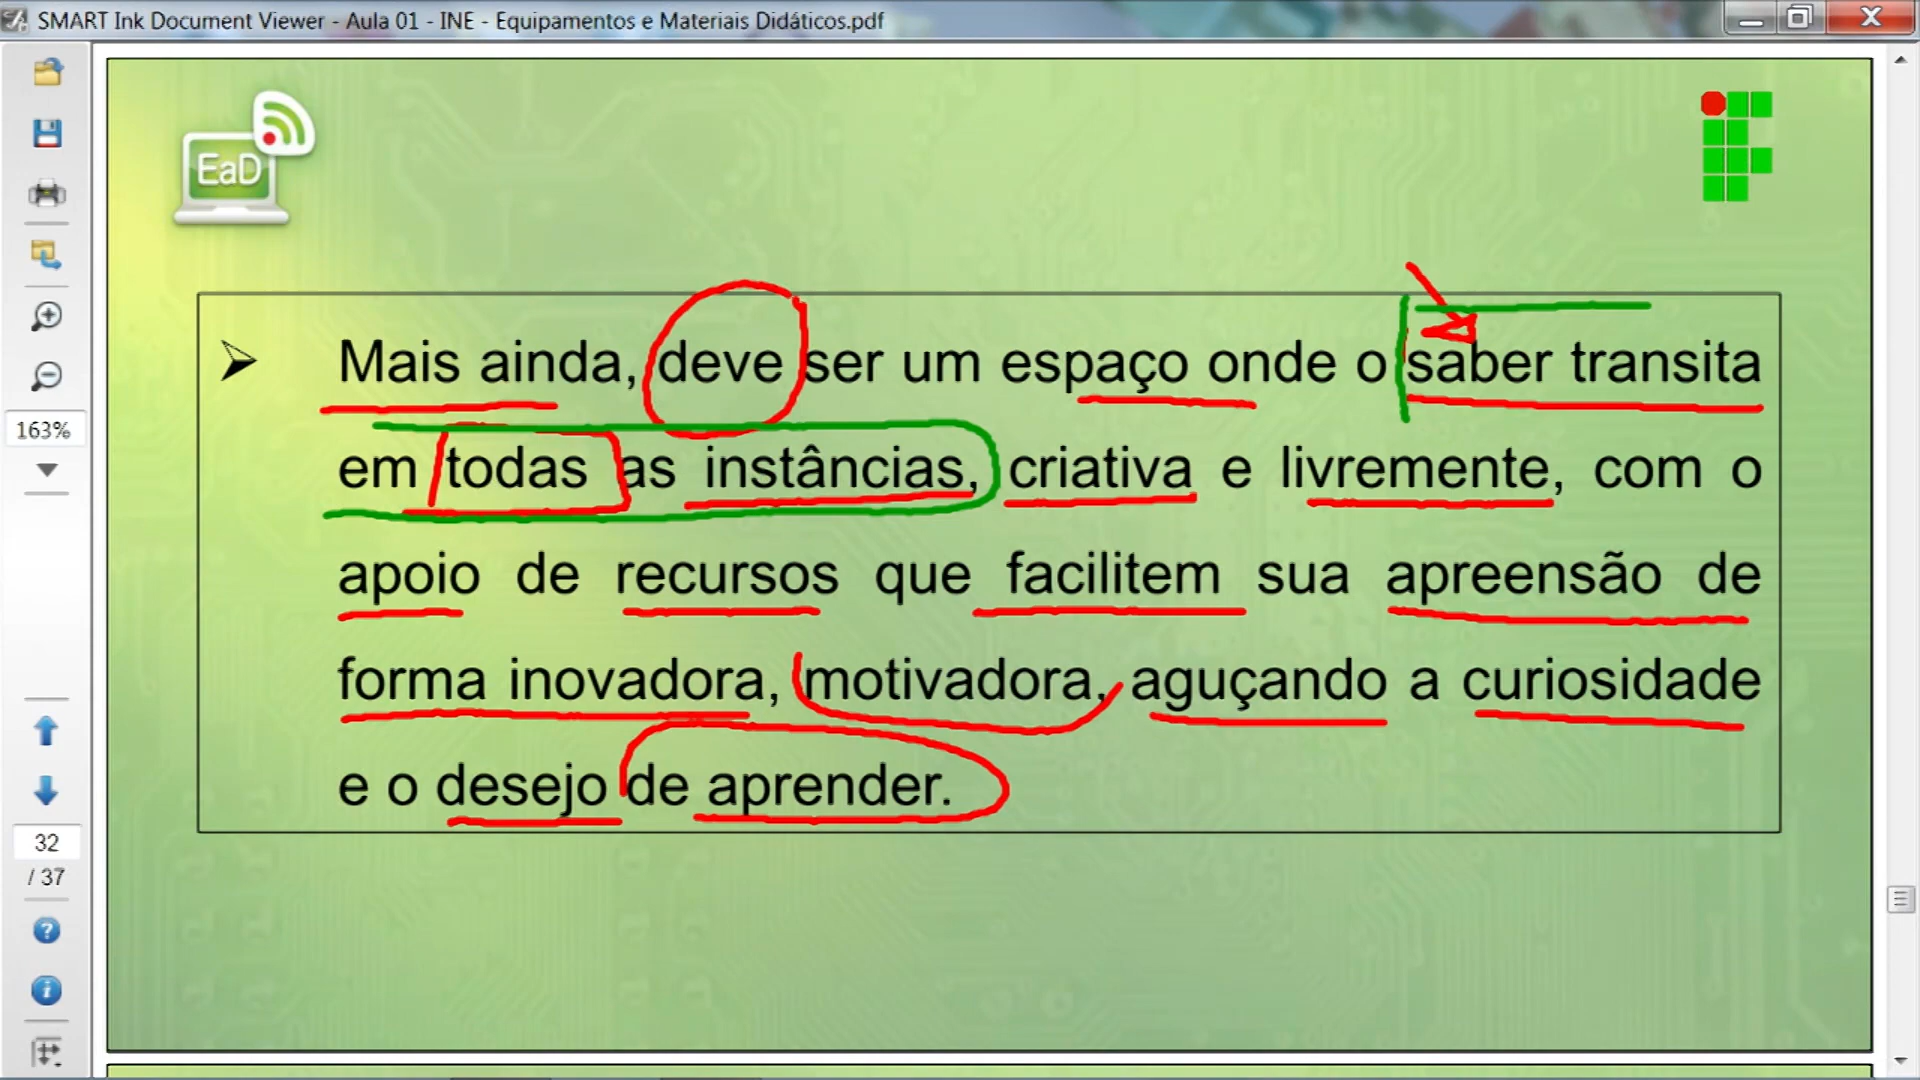 SMART Ink Document Viewer - Aula 01 - INE - Equipamentos e Materiais Didáticos.pdf
EaD
163%
Mais ainda, deve ser um espaço onde o saber transita
em todas as instâncias, criativa e livremente, com o
apoio de recursos que facilitem sua apreensão de
forma inovadora, motivadora, aguçando a curiosidade
e o desejo de aprender.
32
/ 37